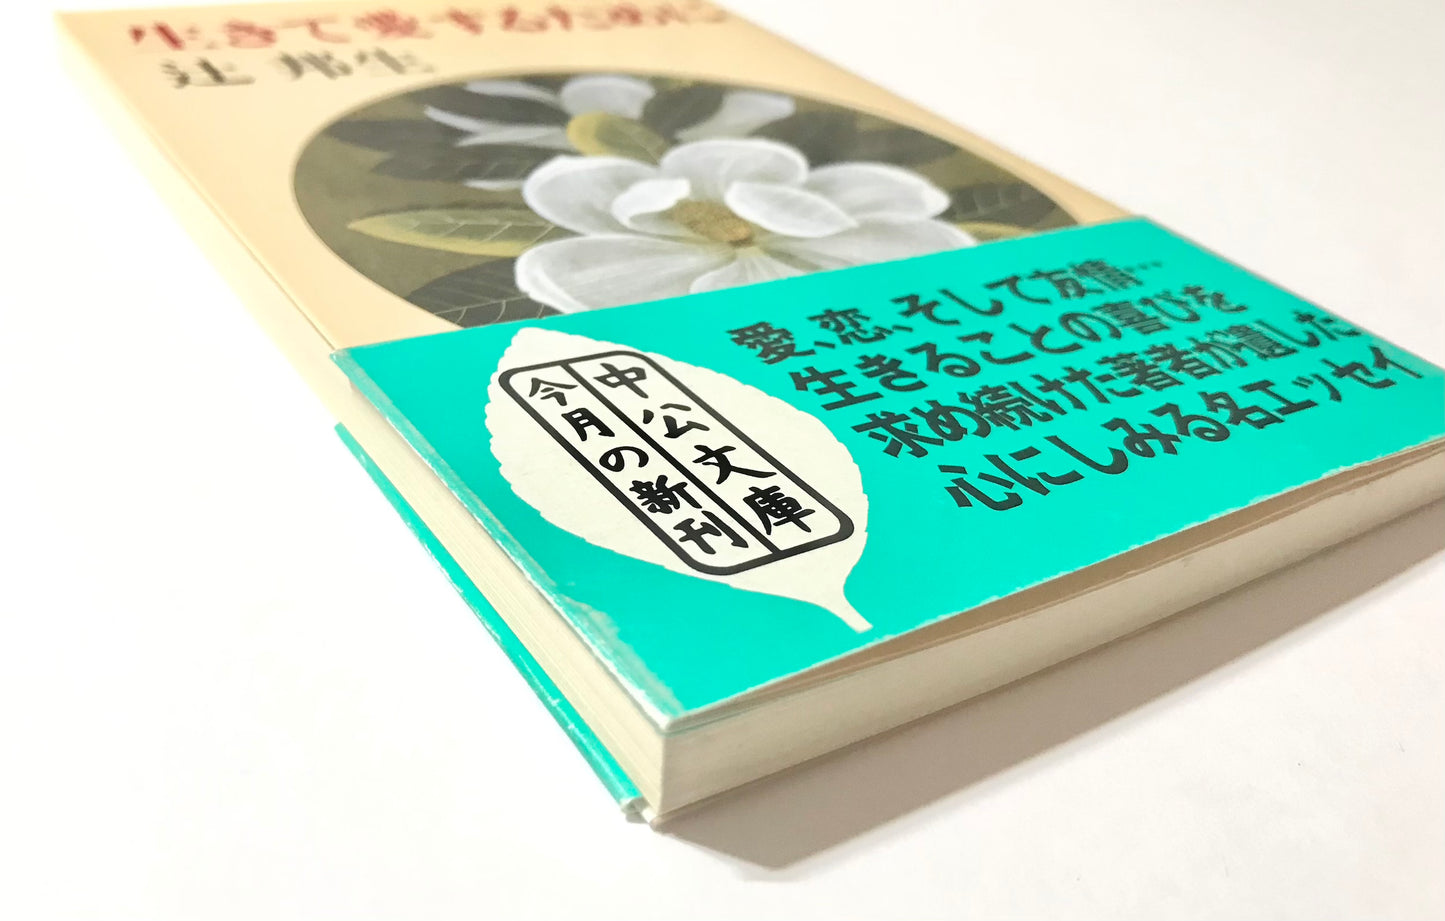 生きて愛するために
辻 邦生
愛、恋、そして友情…
生きることの喜びを
求め続けた著者が遺した
心にしみる名エッセイ
中公文庫
今月の新刊